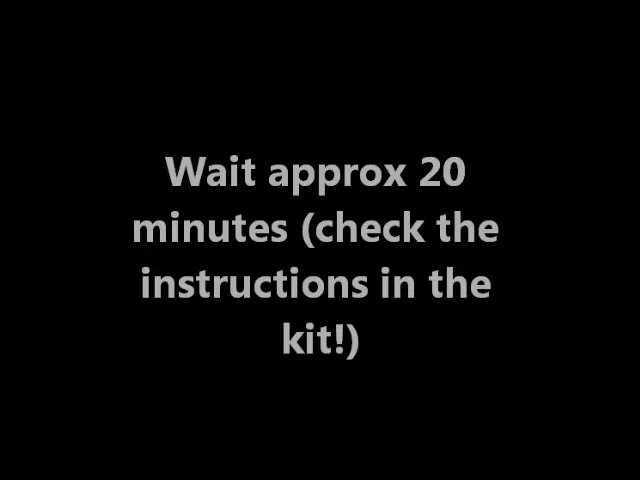 Wait approx 20
minutes (check the
instructions in the
kit!)